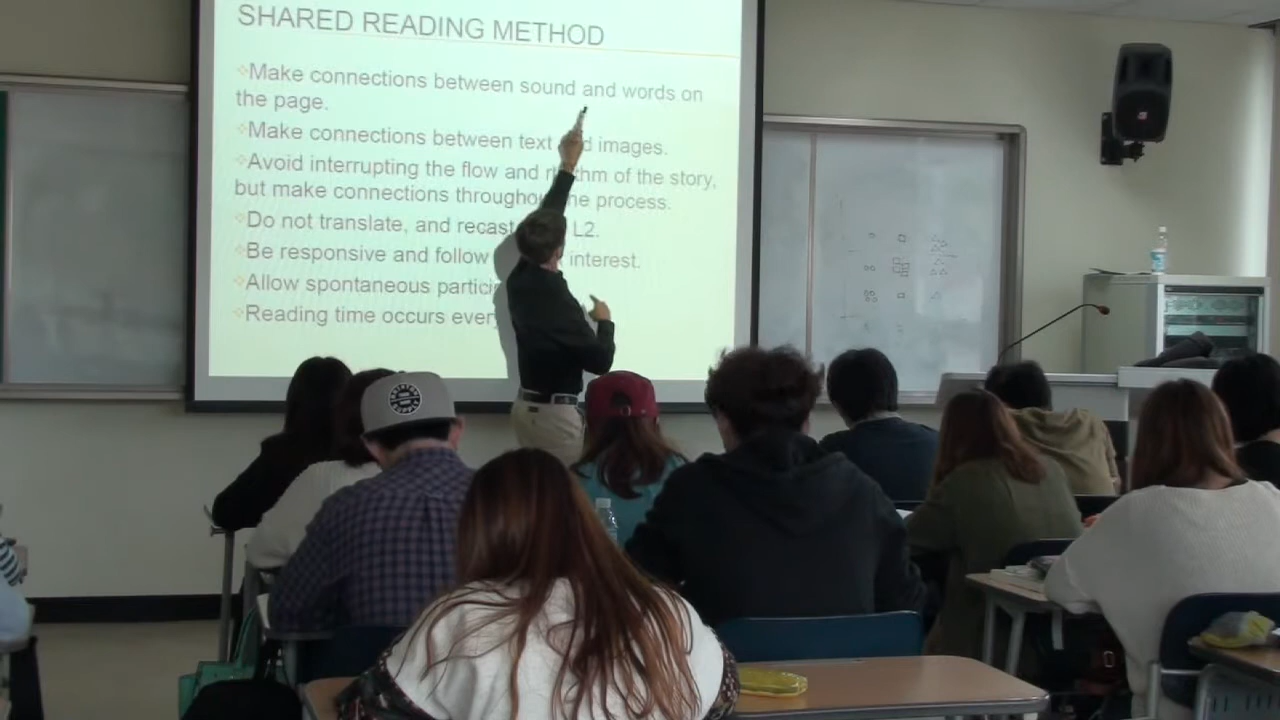 SHARED READING METHOD
Make connections between sound and words on
the page.
Make connections between text images.
Avoid interrupting the flow and of the story,
but make connections throughout process.
Do not translate, and recast L2.
Be responsive and follow interest.
Allow spontaneous
Reading time occurs